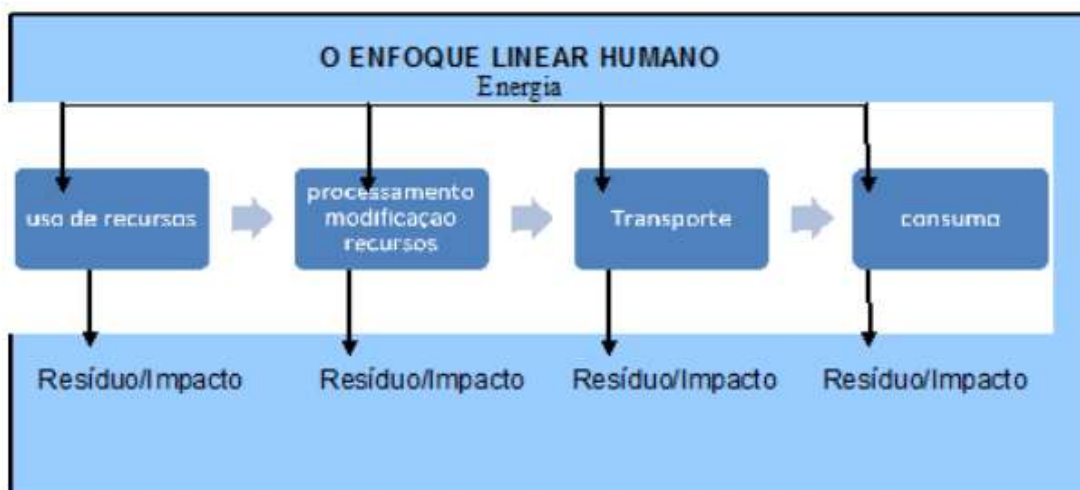 O ENFOQUE LINEAR HUMANO
Energia
uso de recursos
processamento
modificaçao
recursos
Transporte
consumo
Resíduo/Impacto
Resíduo/Impacto
Resíduo/Impacto
Resíduo/Impacto